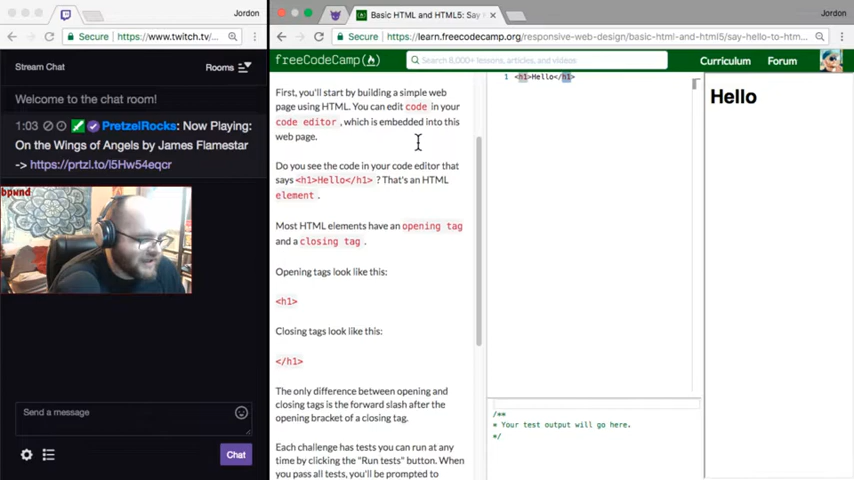 Jordon
Secure
https://www.twitch.tv/...
Stream Chat
Rooms
Welcome to the chat room!
1:03 PretzelRocks: Now Playing:
On the Wings of Angels by James Flamestar
-> https://prtzl.to/l5Hw54eqcr
bpwnd
Send a message
Chat
Basic HTML and HTML5: Say
Jordon
Secure
https://learn.freecodecamp.org/responsive-web-design/basic-html-and-html5/say-hello-to-htm...
freeCodeCamp
Search 8,000+ lessons, articles, and videos
Curriculum
Forum
First, you'll start by building a simple web
page using HTML. You can edit code in your
code editor , which is embedded into this
web page.
Do you see the code in your code editor that
says <h1>Hello</h1> ? That's an HTML
element .
Most HTML elements have an opening tag
and a closing tag .
Opening tags look like this:
<h1>
Closing tags look like this:
</h1>
The only difference between opening and
closing tags is the forward slash after the
opening bracket of a closing tag.
Each challenge has tests you can run at any
time by clicking the "Run tests" button. When
you pass all tests, you'll be prompted to
1 <h1>Hello</h1>
/**
* Your test output will go here.
*/
Hello